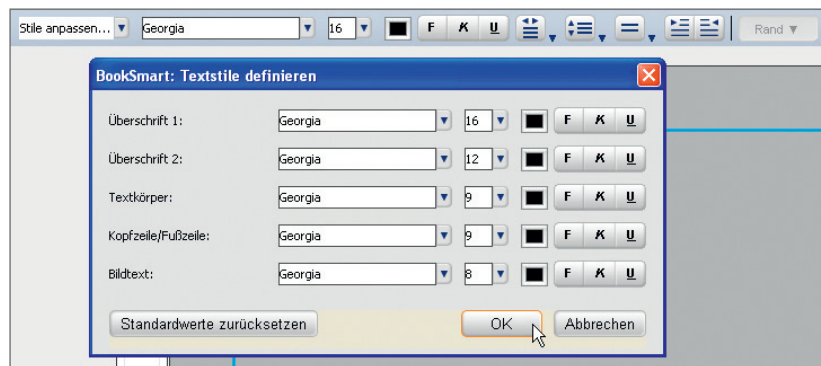 Stile anpassen... Georgia 16 F K U Rand
BookSmart: Textstile definieren
Überschrift 1: Georgia 16 F K U
Überschrift 2: Georgia 12 F K U
Textkörper: Georgia 9 F K U
Kopfzeile/Fußzeile: Georgia 9 F K U
Bildtext: Georgia 8 F K U
Standardwerte zurücksetzen OK Abbrechen